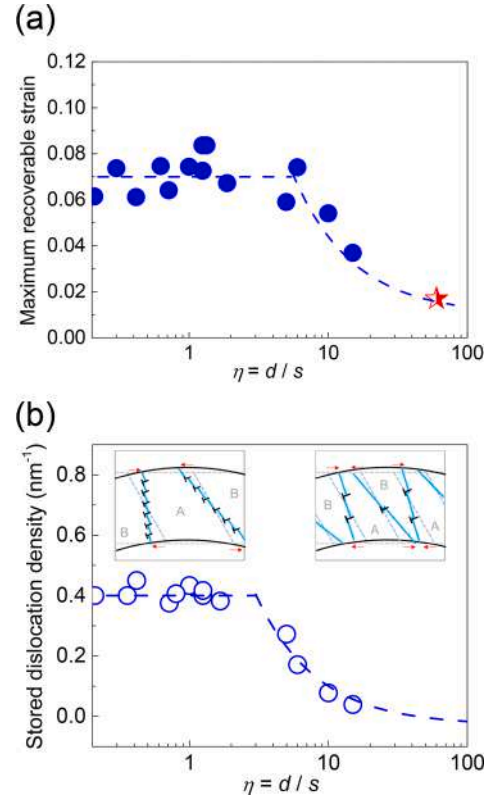 (a)
0.12
0.10
0.08
0.06
0.04
0.02
0.00
Maximum recoverable strain
1
10
100
η = d / s
(b)
0.8
0.6
0.4
0.2
0.0
Stored dislocation density (nm⁻¹)
B
A
B
B
A
B
A
1
10
100
η = d / s